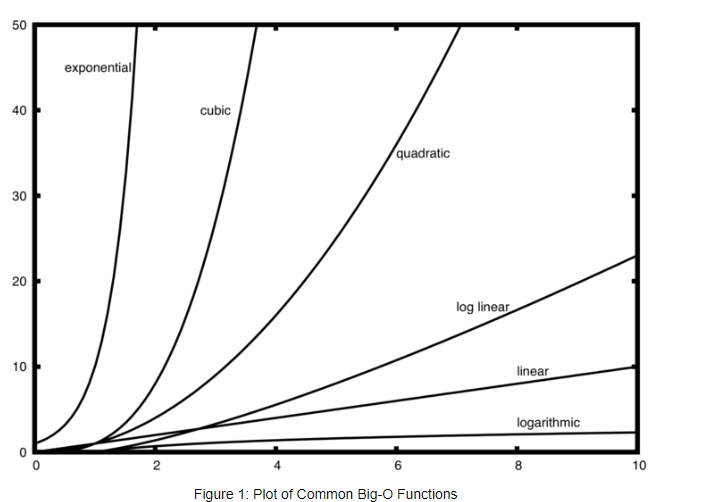 50
exponential
cubic
40
quadratic
30
20
log linear
linear
10
logarithmic
0
0 2 4 6 8 10
Figure 1: Plot of Common Big-O Functions